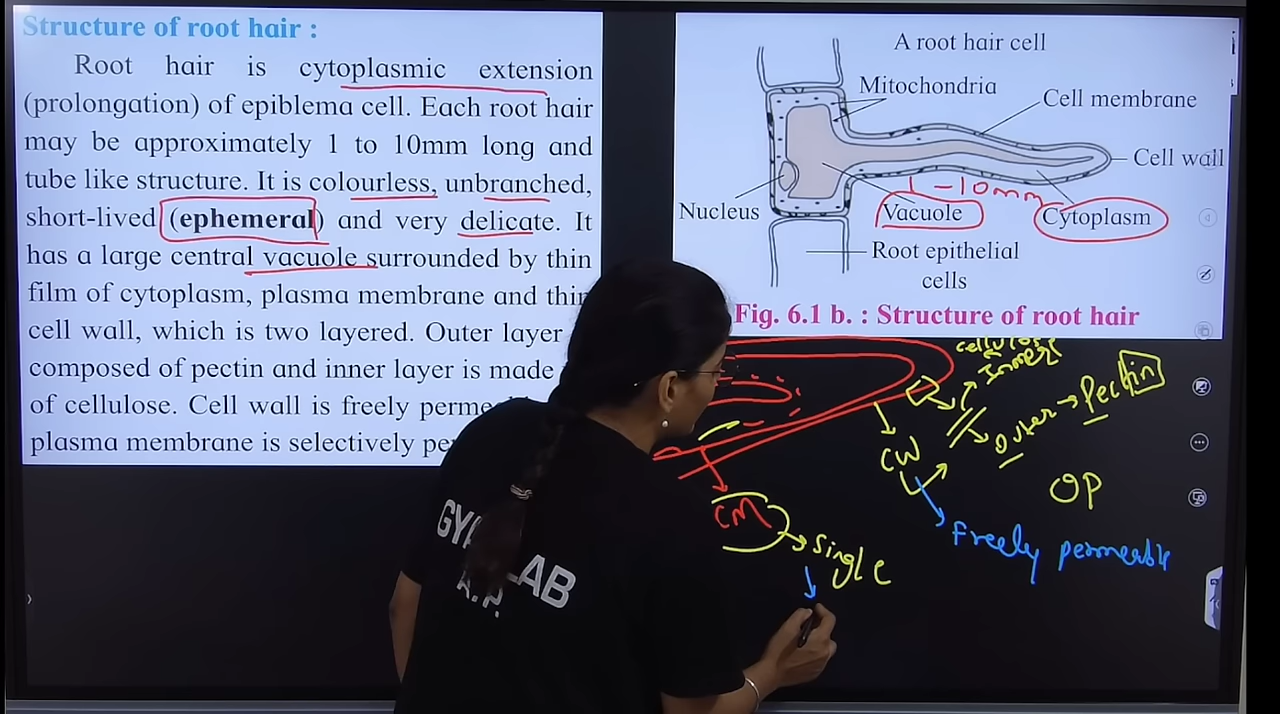 Structure of root hair :
Root hair is cytoplasmic extension
(prolongation) of epiblema cell. Each root hair
may be approximately 1 to 10mm long and
tube like structure. It is colourless, unbranched,
short-lived (ephemeral) and very delicate. It
has a large central vacuole surrounded by thin
film of cytoplasm, plasma membrane and thin
cell wall, which is two layered. Outer layer
composed of pectin and inner layer is made
of cellulose. Cell wall is freely
plasma membrane is selectively
A root hair cell
Mitochondria
Cell membrane
Cell wall
1-10mm
Nucleus
Vacuole
Cytoplasm
Root epithelial
cells
Fig. 6.1 b. : Structure of root hair
cellulose
Inner
Outer → Pectin
CW
OP
CM
Single
Freely permeable
GY LAB